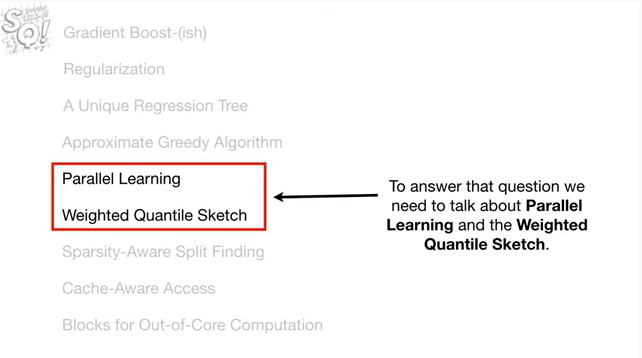 Gradient Boost-(ish)
Regularization
A Unique Regression Tree
Approximate Greedy Algorithm
Parallel Learning
Weighted Quantile Sketch
Sparsity-Aware Split Finding
Cache-Aware Access
Blocks for Out-of-Core Computation
To answer that question we
need to talk about Parallel
Learning and the Weighted
Quantile Sketch.